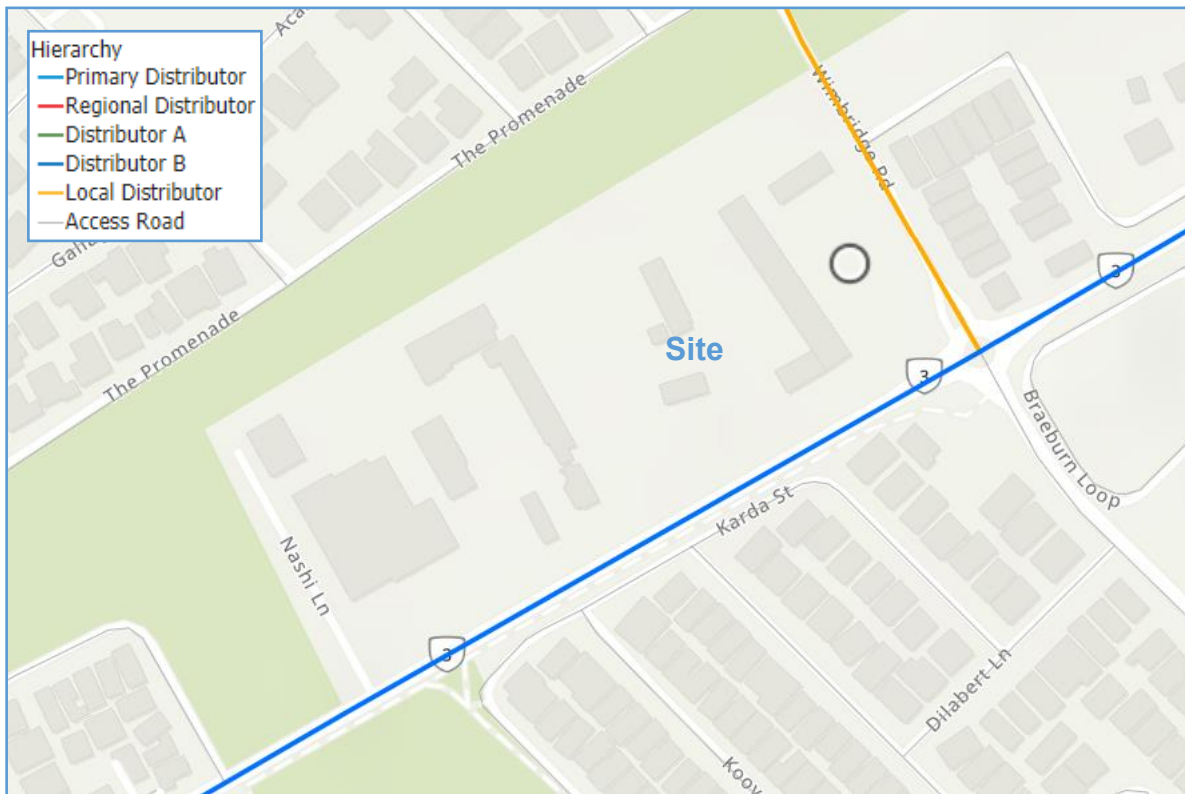 Hierarchy
Primary Distributor
Regional Distributor
Distributor A
Distributor B
Local Distributor
Access Road
The Promenade
Wimbridge Rd
3
Site
The Promenade
3
Braeburn Loop
Karda St
Nashi Ln
3
Dilabert Ln